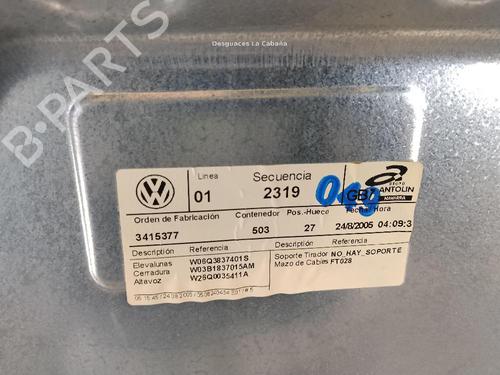 Desguaces La Cabaña
B-PARTS
Linea
01
Secuencia
2319
GRUPO
ANTOLIN
NAVARRA
Orden de Fabricación
3415377
Contenedor
503
Pos.-Hueco
27
Fecha/Hora
24/8/2005 04:09:3
Descripción Referencia
Elevalunas W06Q3837401S
Cerradura W03B1837015AM
Altavoz W26Q0035411A
Descripción Referencia
Soporte Tirador NO_HAY_SOPORTE
Mazo de Cables FT028